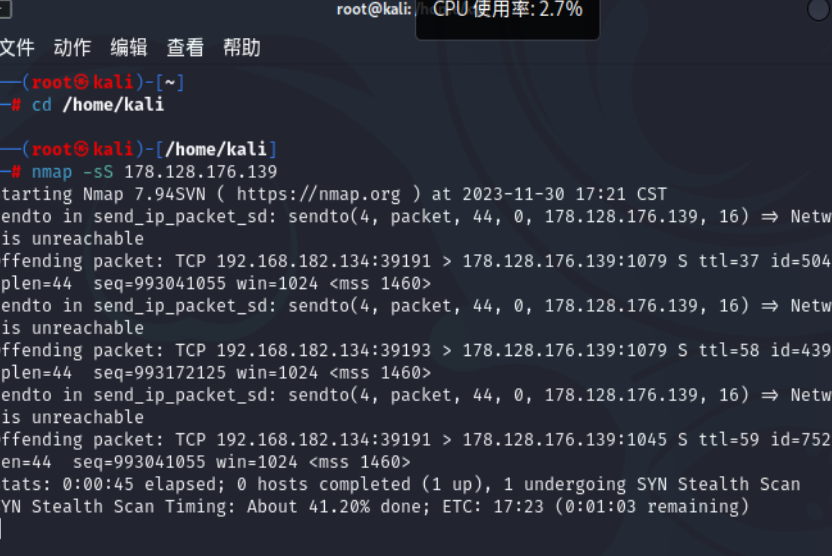 root@kali: /ho
CPU 使用率: 2.7%
文件 动作 编辑 查看 帮助
(root㉿kali)-[~]
# cd /home/kali
(root㉿kali)-[/home/kali]
# nmap -sS 178.128.176.139
tarting Nmap 7.94SVN ( https://nmap.org ) at 2023-11-30 17:21 CST
endto in send_ip_packet_sd: sendto(4, packet, 44, 0, 178.128.176.139, 16) => Netw
is unreachable
ffending packet: TCP 192.168.182.134:39191 > 178.128.176.139:1079 S ttl=37 id=504
plen=44 seq=993041055 win=1024 <mss 1460>
endto in send_ip_packet_sd: sendto(4, packet, 44, 0, 178.128.176.139, 16) => Netw
is unreachable
ffending packet: TCP 192.168.182.134:39193 > 178.128.176.139:1079 S ttl=58 id=439
plen=44 seq=993172125 win=1024 <mss 1460>
endto in send_ip_packet_sd: sendto(4, packet, 44, 0, 178.128.176.139, 16) => Netw
is unreachable
ffending packet: TCP 192.168.182.134:39191 > 178.128.176.139:1045 S ttl=59 id=752
en=44 seq=993041055 win=1024 <mss 1460>
tats: 0:00:45 elapsed; 0 hosts completed (1 up), 1 undergoing SYN Stealth Scan
YN Stealth Scan Timing: About 41.20% done; ETC: 17:23 (0:01:03 remaining)